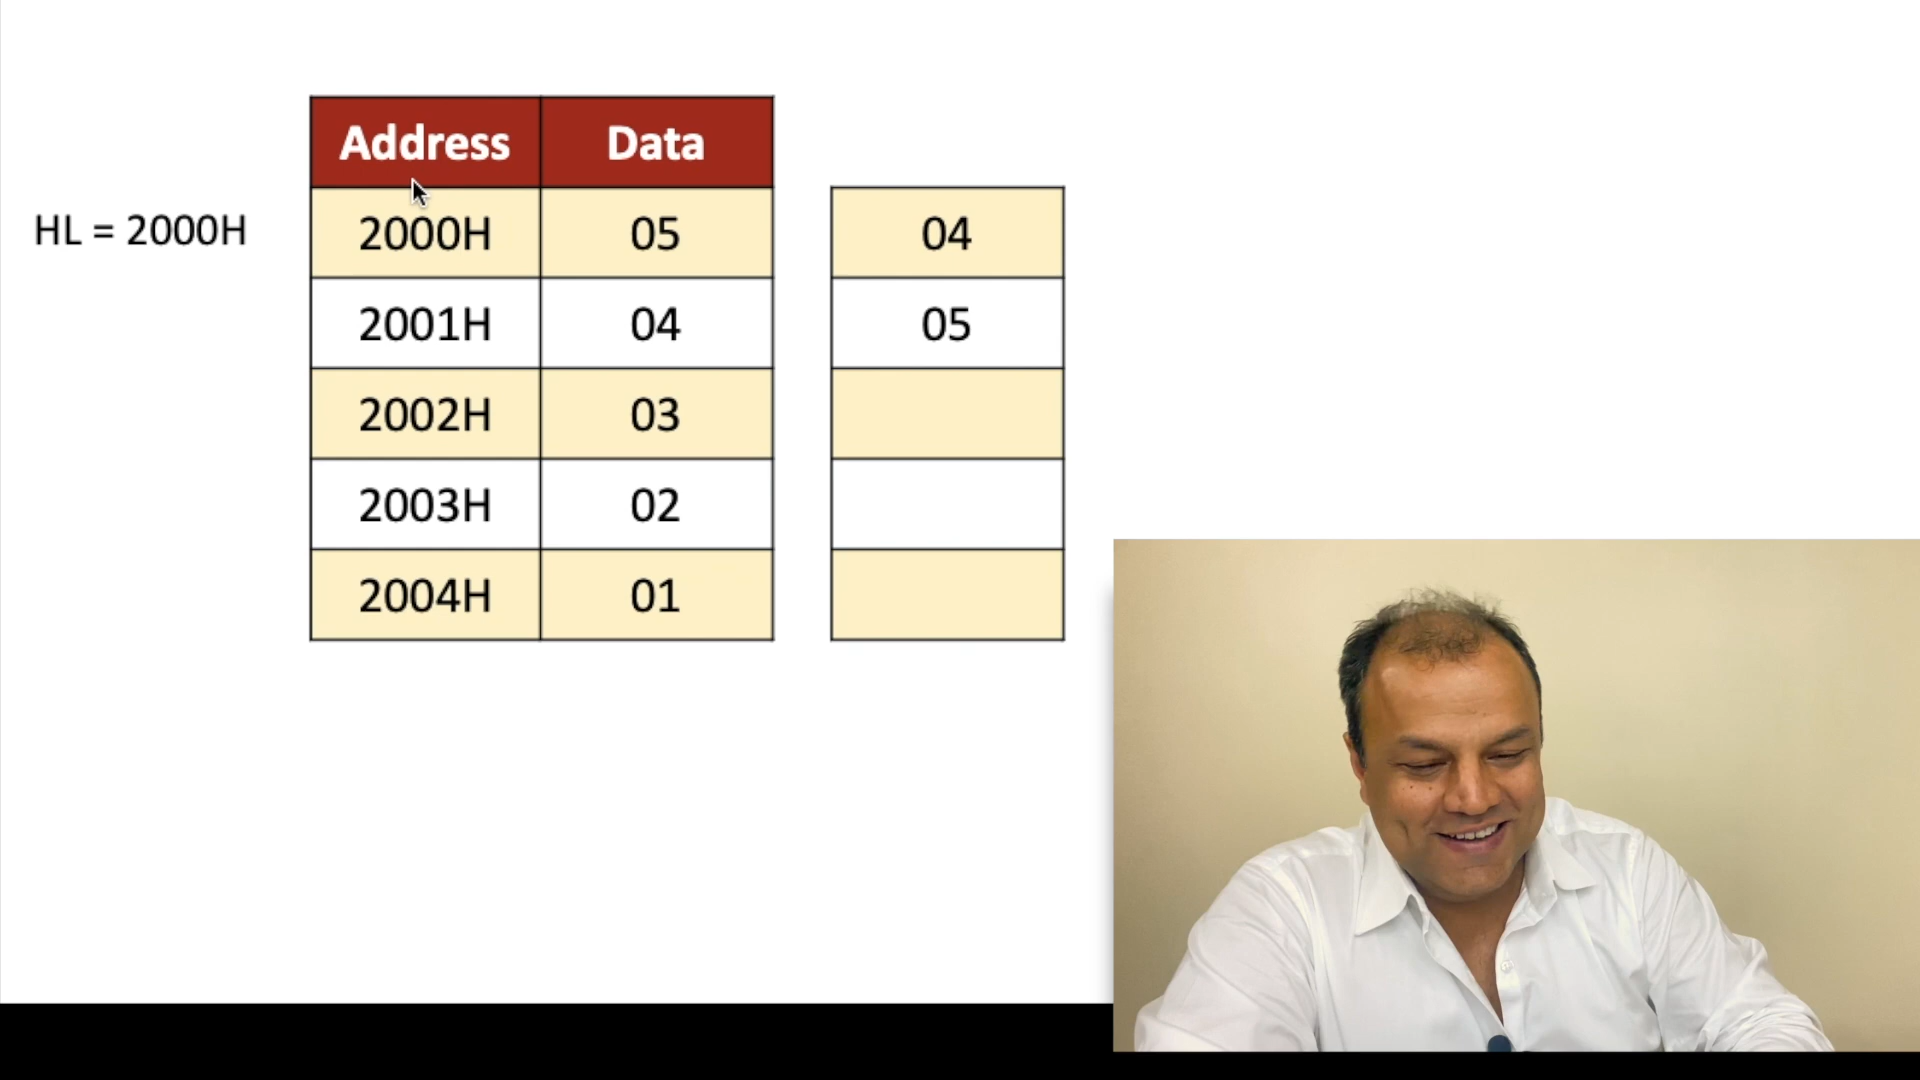 Address Data
HL = 2000H 2000H 05 04
2001H 04 05
2002H 03
2003H 02
2004H 01